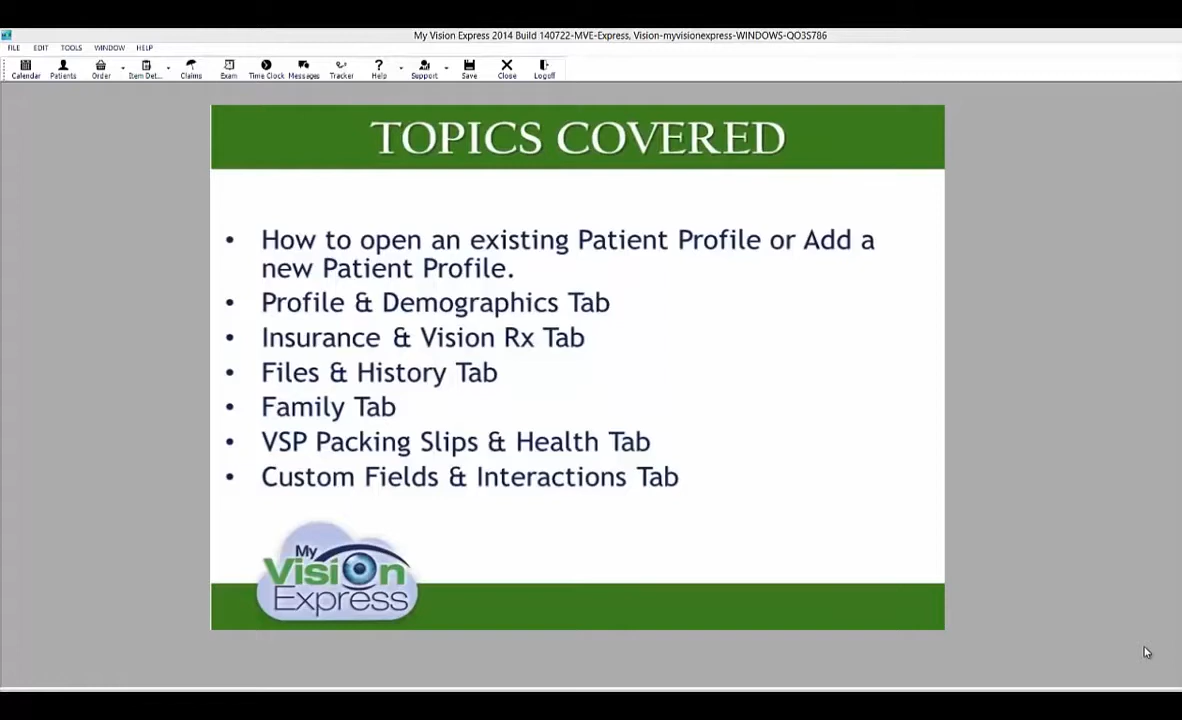 My Vision Express 2014 Build 140722-MVE-Express, Vision-myvisionexpress-WINDOWS-QO3S786
FILE EDIT TOOLS WINDOW HELP
Calendar Patients Order Item Det... Claims Exam Time Clock Messages Tracker Help Support Save Close Logoff
TOPICS COVERED
• How to open an existing Patient Profile or Add a
new Patient Profile.
• Profile & Demographics Tab
• Insurance & Vision Rx Tab
• Files & History Tab
• Family Tab
• VSP Packing Slips & Health Tab
• Custom Fields & Interactions Tab
My
Vision
Express